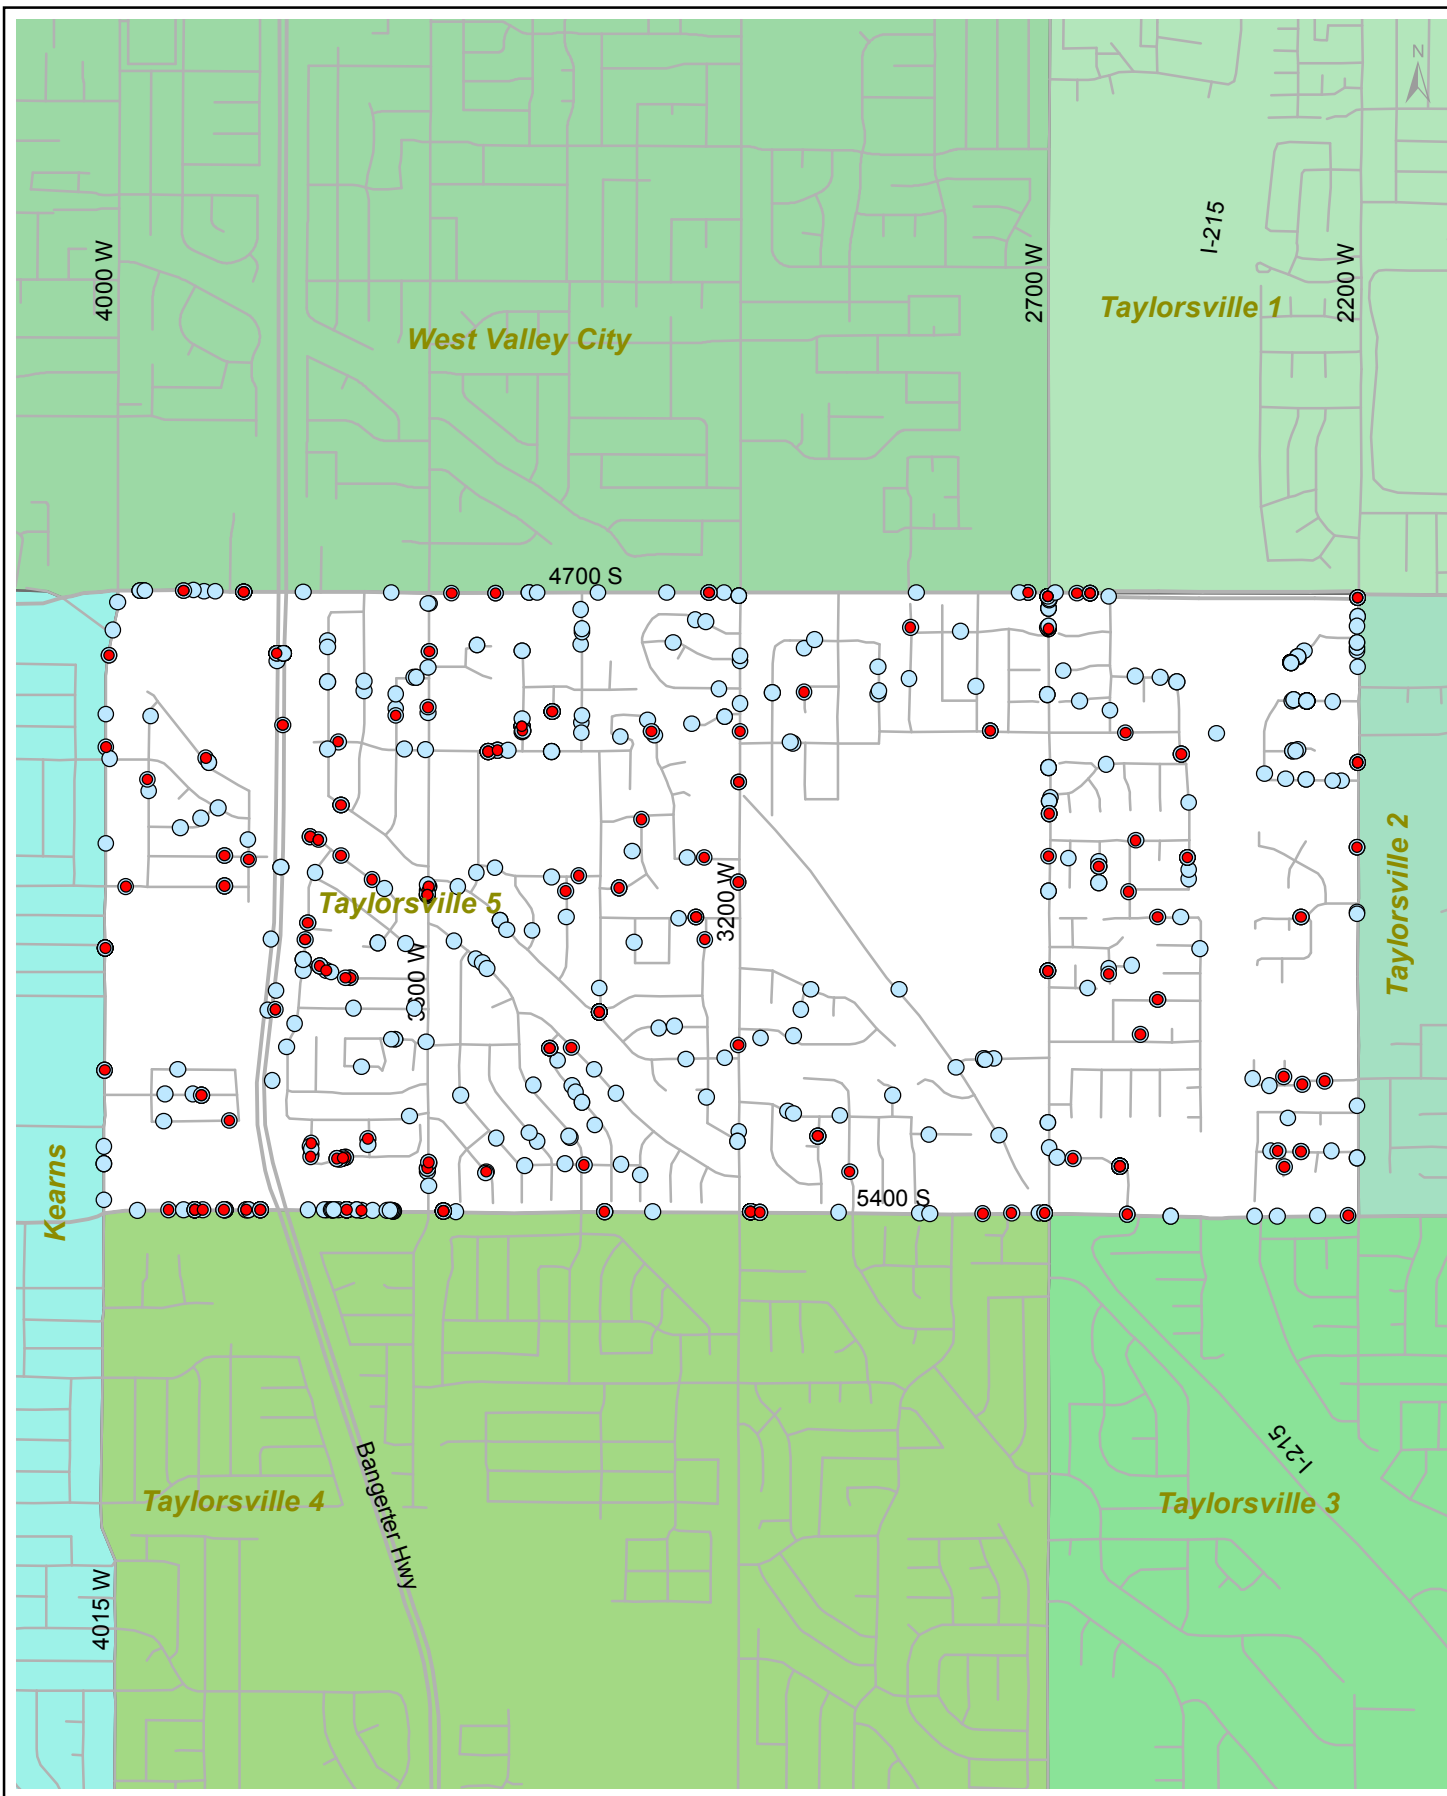 N
I-215
4000 W
2700 W
2200 W
Taylorsville 1
West Valley City
4700 S
Taylorsville 2
Taylorsville 5
3200 W
3600 W
Kearns
5400 S
I-215
Taylorsville 4
Taylorsville 3
Bangerter Hwy
4015 W